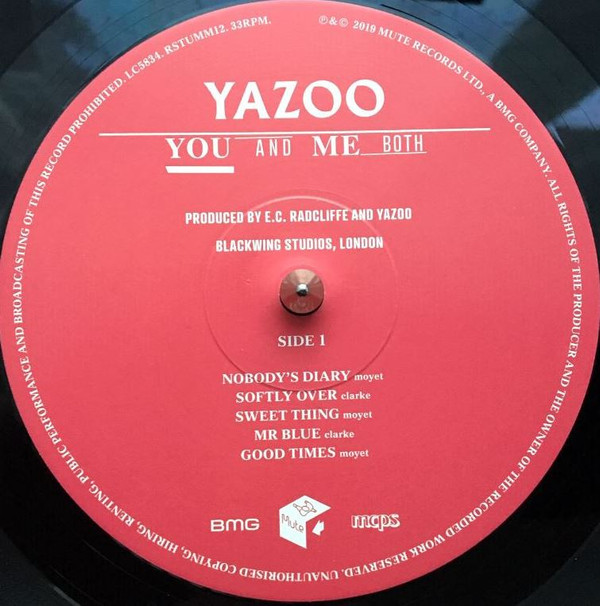 UNAUTHORISED COPYING, HIRING, RENTING, PUBLIC PERFORMANCE AND BROADCASTING OF THIS RECORD PROHIBITED. LC5834. RSTUMM12. 33RPM.
℗ & © 2019 MUTE RECORDS LTD., A BMG COMPANY. ALL RIGHTS OF THE PRODUCER AND THE OWNER OF THE RECORDED WORK RESERVED.
YAZOO
YOU AND ME BOTH
PRODUCED BY E.C. RADCLIFFE AND YAZOO
BLACKWING STUDIOS, LONDON
SIDE 1
NOBODY'S DIARY moyet
SOFTLY OVER clarke
SWEET THING moyet
MR BLUE clarke
GOOD TIMES moyet
BMG Mute mcps